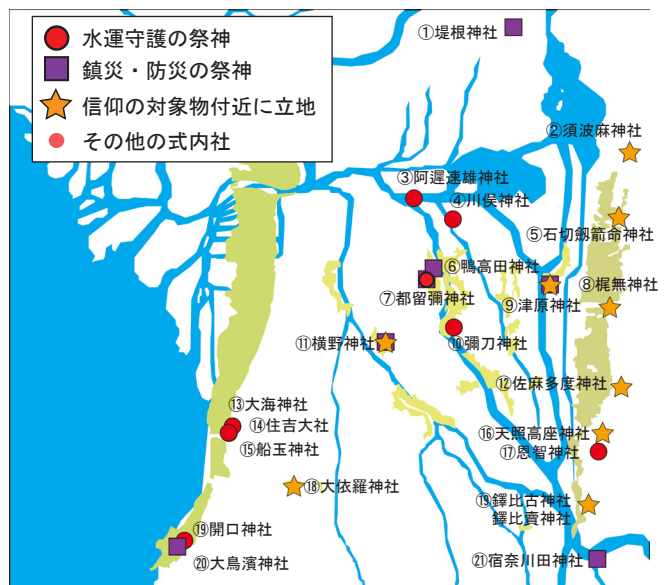 水運守護の祭神
鎮災・防災の祭神
信仰の対象物付近に立地
その他の式内社
①堤根神社
②須波麻神社
③阿遅速雄神社
④川俣神社
⑤石切劔箭命神社
⑥鴨高田神社
⑦都留彌神社
⑧梶無神社
⑨津原神社
⑩彌刀神社
⑪横野神社
⑫佐麻多度神社
⑬大海神社
⑭住吉大社
⑮船玉神社
⑯天照高座神社
⑰恩智神社
⑱大依羅神社
⑲鐸比古神社
鐸比賣神社
⑲開口神社
⑳大鳥濱神社
㉑宿奈川田神社